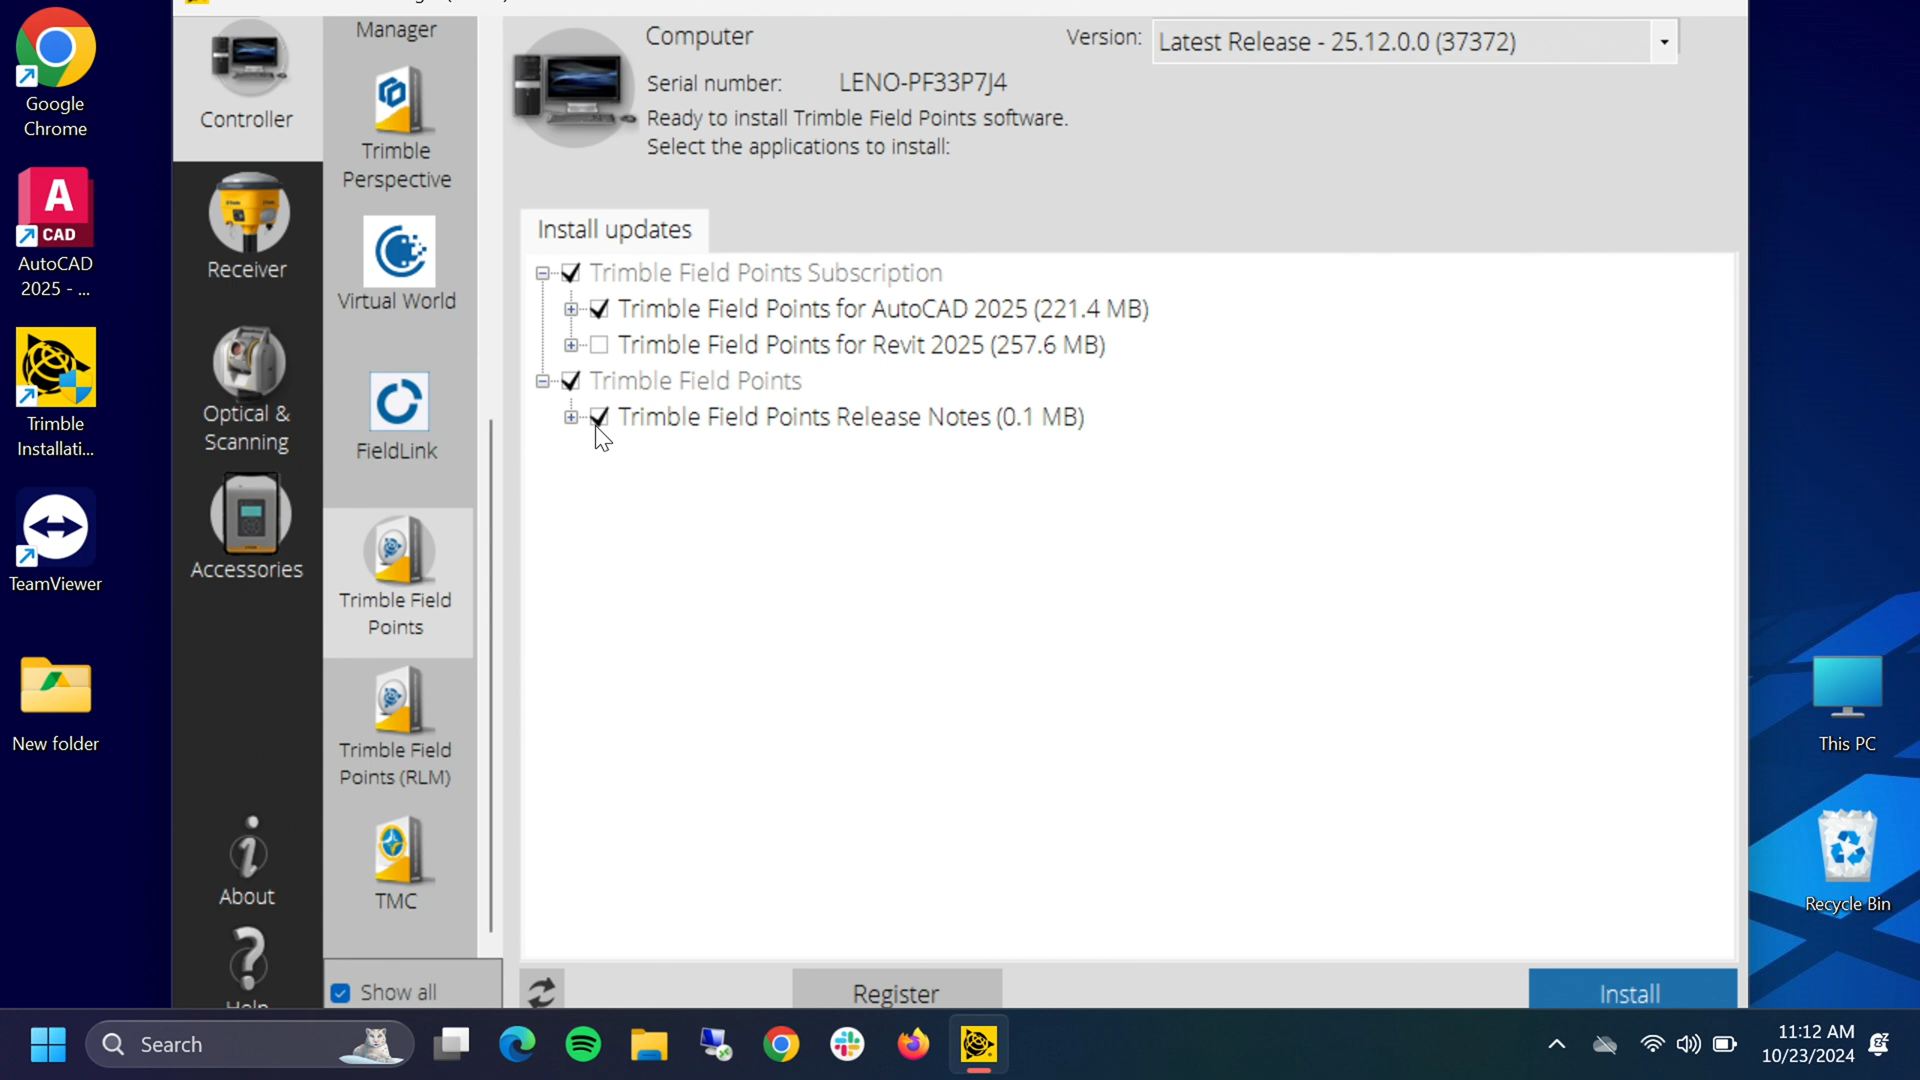 Google
Chrome
A
CAD
AutoCAD
2025 - ...
Trimble
Installati...
TeamViewer
New folder
Controller
Receiver
Optical &
Scanning
Accessories
About
Manager
Trimble
Perspective
Virtual World
FieldLink
Trimble Field
Points
Trimble Field
Points (RLM)
TMC
Show all
Computer
Version: Latest Release - 25.12.0.0 (37372)
Serial number: LENO-PF33P7J4
Ready to install Trimble Field Points software.
Select the applications to install:
Install updates
Trimble Field Points Subscription
Trimble Field Points for AutoCAD 2025 (221.4 MB)
Trimble Field Points for Revit 2025 (257.6 MB)
Trimble Field Points
Trimble Field Points Release Notes (0.1 MB)
Register
Install
This PC
Recycle Bin
Search
11:12 AM
10/23/2024